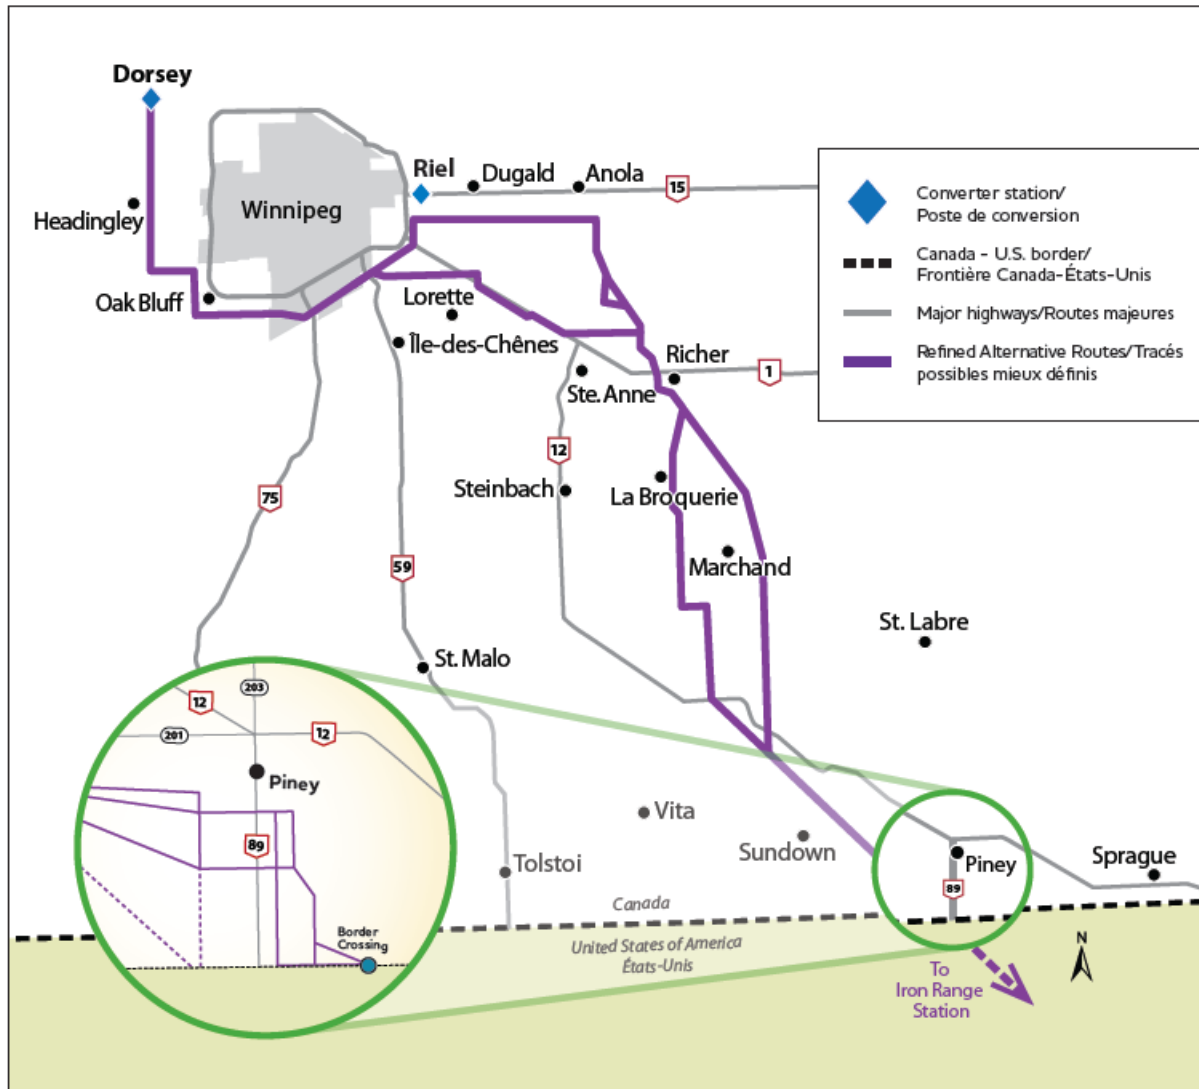 Dorsey
Riel
Dugald
Anola
15
Headingley
Winnipeg
Oak Bluff
Lorette
Île-des-Chênes
Richer
1
Ste. Anne
12
Steinbach
La Broquerie
75
59
Marchand
St. Labre
St. Malo
Vita
Sundown
Tolstoi
Piney
89
Sprague
Canada
United States of America
États-Unis
To
Iron Range
Station
N
Converter station/
Poste de conversion
Canada - U.S. border/
Frontière Canada-États-Unis
Major highways/Routes majeures
Refined Alternative Routes/Tracés
possibles mieux définis
203
12
201
12
Piney
89
Border
Crossing